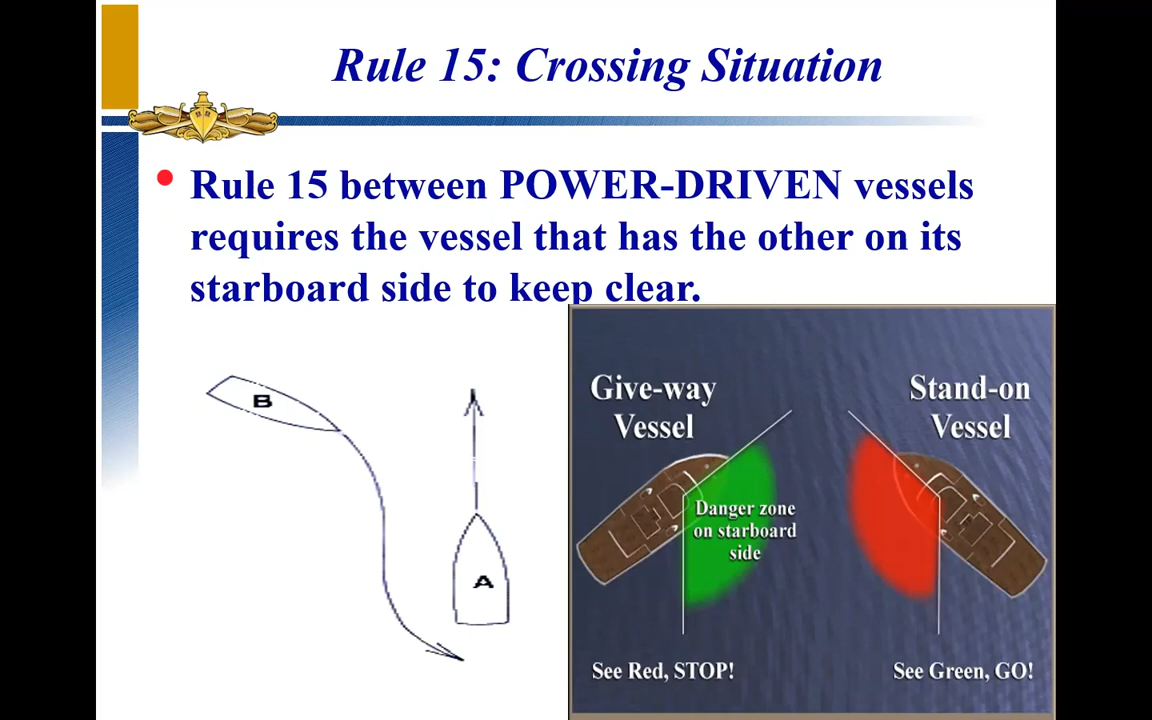 Rule 15: Crossing Situation
• Rule 15 between POWER-DRIVEN vessels
requires the vessel that has the other on its
starboard side to keep clear.
B
A
Give-way
Vessel
Stand-on
Vessel
Danger zone
on starboard
side
See Red, STOP!
See Green, GO!